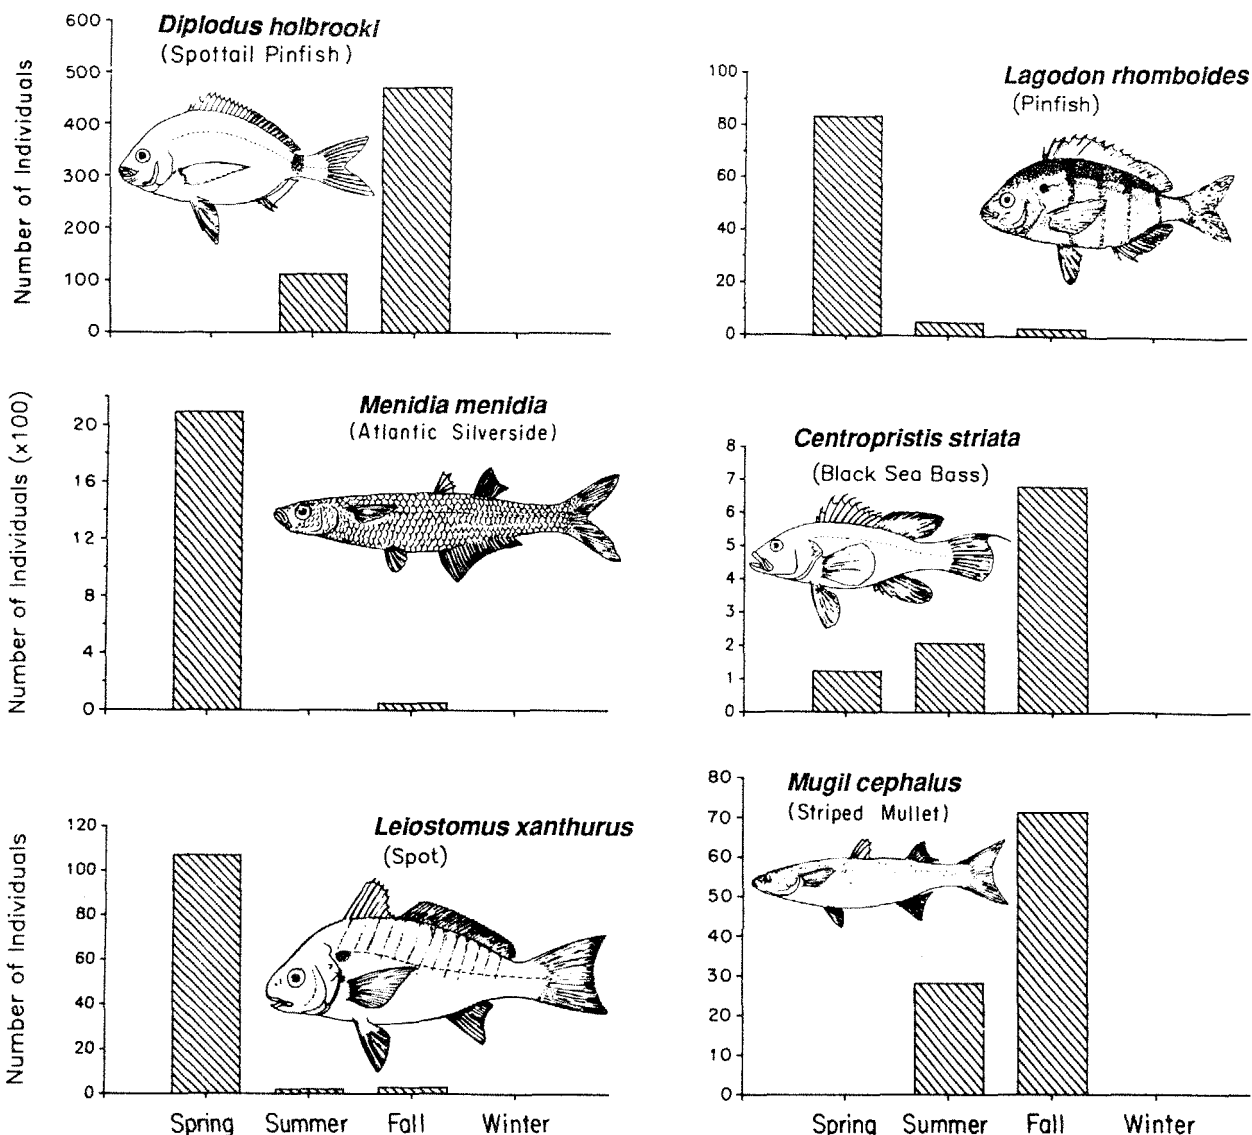 Diplodus holbrooki
(Spottail Pinfish)
Number of Individuals
600
500
400
300
200
100
0
Lagodon rhomboides
(Pinfish)
100
80
60
40
20
0
Menidia menidia
(Atlantic Silverside)
Number of Individuals (x100)
20
16
12
8
4
0
Centropristis striata
(Black Sea Bass)
8
7
6
5
4
3
2
1
0
Leiostomus xanthurus
(Spot)
Number of Individuals
120
100
80
60
40
20
0
Spring Summer Fall Winter
Mugil cephalus
(Striped Mullet)
80
70
60
50
40
30
20
10
0
Spring Summer Fall Winter